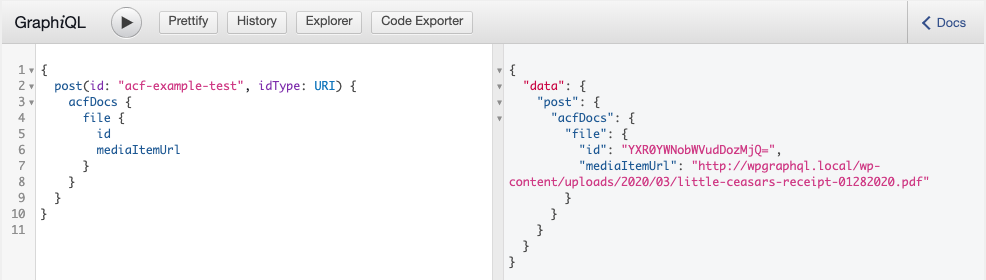 GraphiQL
Prettify
History
Explorer
Code Exporter
Docs
1 {
2 post(id: "acf-example-test", idType: URI) {
3 acfDocs {
4 file {
5 id
6 mediaItemUrl
7 }
8 }
9 }
10 }
11
{
"data": {
"post": {
"acfDocs": {
"file": {
"id": "YXR0YWNobWVudDozMjQ=",
"mediaItemUrl": "http://wpgraphql.local/wp-
content/uploads/2020/03/little-ceasars-receipt-01282020.pdf"
}
}
}
}
}